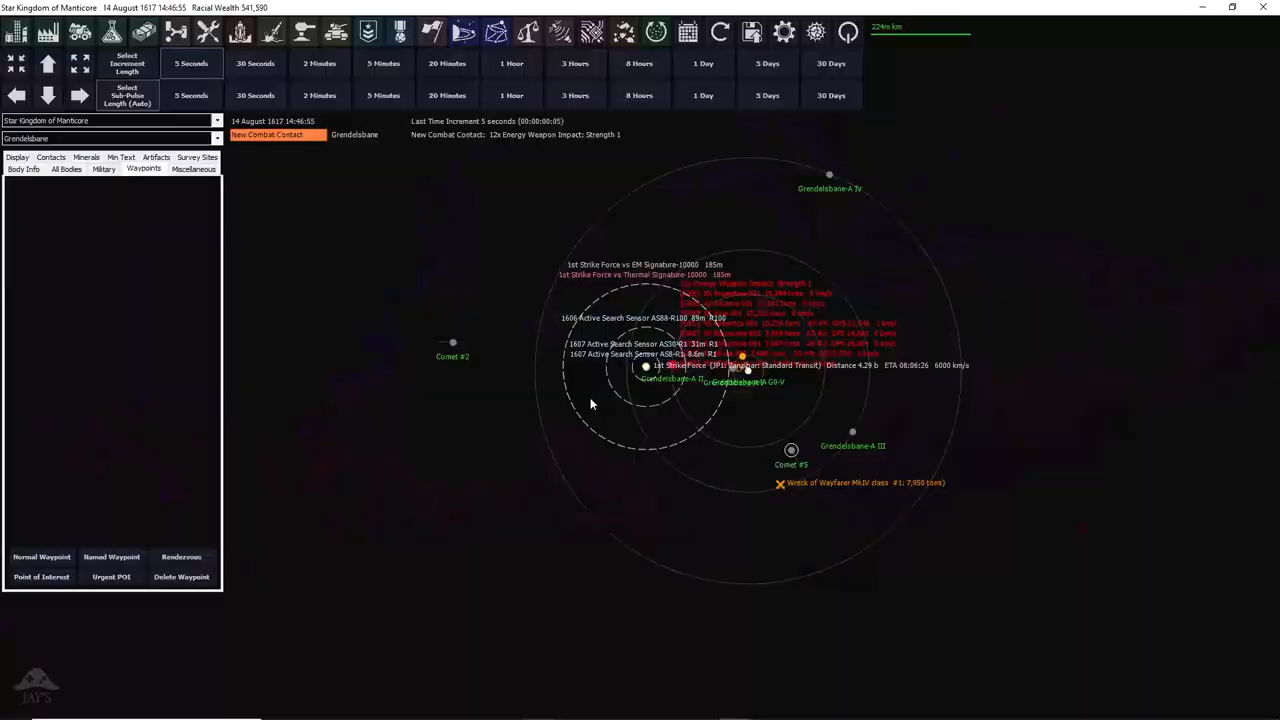 Star Kingdom of Manticore   14 August 1617 14:46:55   Racial Wealth 541,590
224m km
Select Increment Length
5 Seconds
30 Seconds
2 Minutes
5 Minutes
20 Minutes
1 Hour
3 Hours
8 Hours
1 Day
5 Days
30 Days
Select Sub-Pulse Length (Auto)
5 Seconds
30 Seconds
2 Minutes
5 Minutes
20 Minutes
1 Hour
3 Hours
8 Hours
1 Day
5 Days
30 Days
Star Kingdom of Manticore
14 August 1617 14:46:55
Last Time Increment 5 seconds (00:00:00:05)
Grendelsbane
New Combat Contact
Grendelsbane
New Combat Contact:  12x Energy Weapon Impact: Strength 1
Display
Contacts
Minerals
Min Text
Artifacts
Survey Sites
Body Info
All Bodies
Military
Waypoints
Miscellaneous
Grendelsbane-A IV
1st Strike Force vs EM Signature-10000   185m
1st Strike Force vs Thermal Signature-10000   185m
1606 Active Search Sensor AS88-R100  89m  R100
1607 Active Search Sensor AS30-R1  31m  R1
1607 Active Search Sensor AS8-R1  8.6m  R1
Comet #2
1st Strike Force  (JP1: Zanzibar: Standard Transit)  Distance 4.29 b   ETA 08:06:26   6000 km/s
Grendelsbane-A II
G0-V
Grendelsbane-A III
Comet #5
Wreck of Wayfarer MkIV class  #1: 7,950 tons)
Normal Waypoint
Named Waypoint
Rendezvous
Point of Interest
Urgent POI
Delete Waypoint
JAY'S